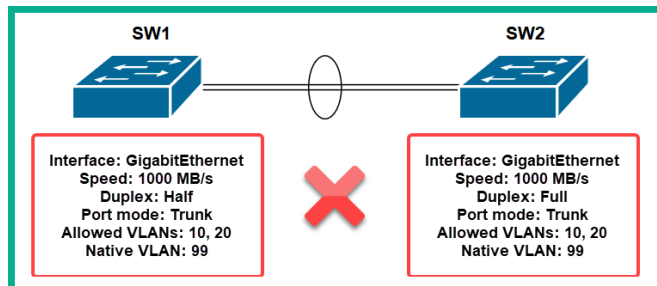 SW1
SW2
Interface: GigabitEthernet
Speed: 1000 MB/s
Duplex: Half
Port mode: Trunk
Allowed VLANs: 10, 20
Native VLAN: 99
Interface: GigabitEthernet
Speed: 1000 MB/s
Duplex: Full
Port mode: Trunk
Allowed VLANs: 10, 20
Native VLAN: 99